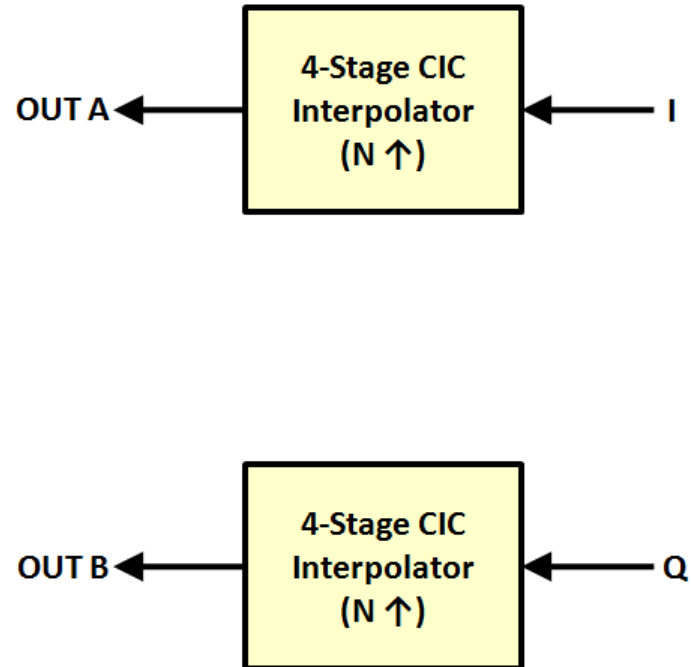 4-Stage CIC
Interpolator
(N ↑)
OUT A
I
4-Stage CIC
Interpolator
(N ↑)
OUT B
Q